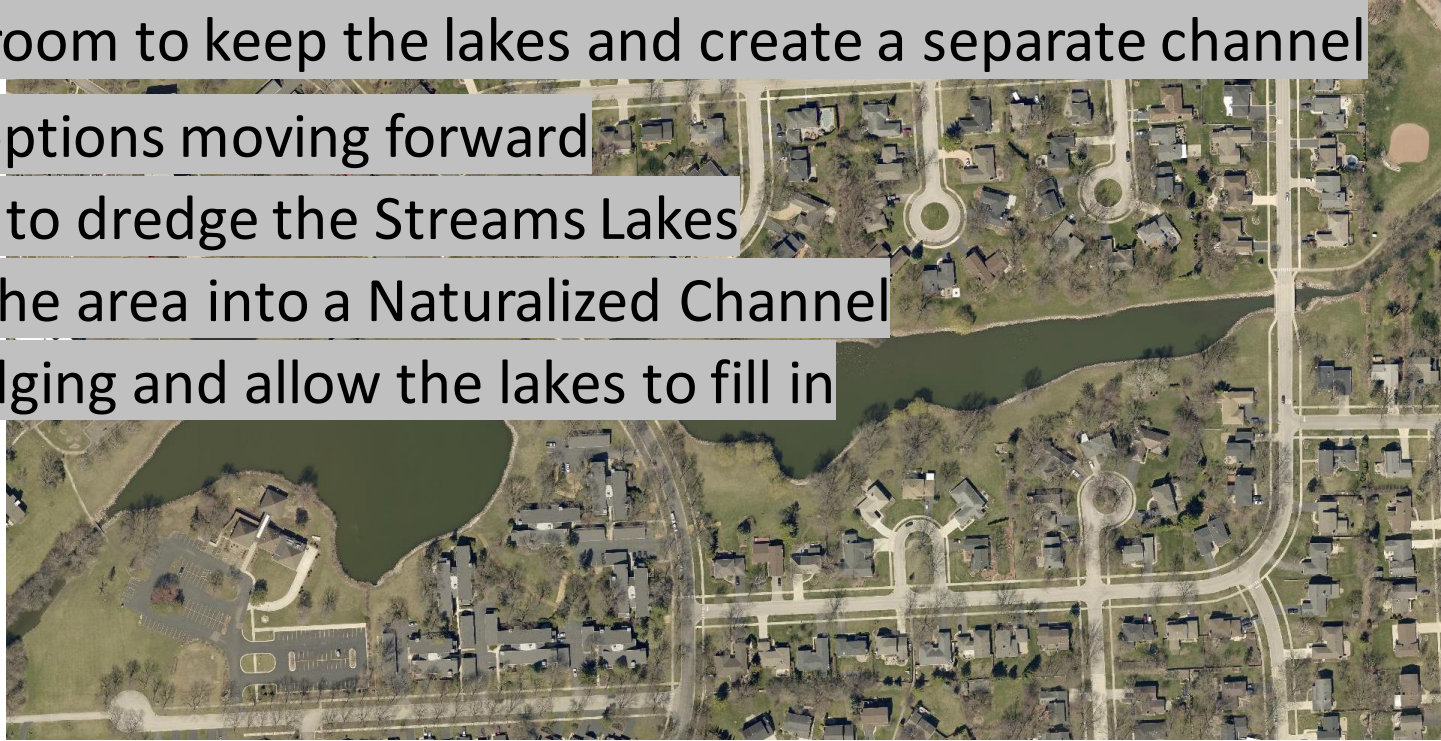 room to keep the lakes and create a separate channel
ptions moving forward
to dredge the Streams Lakes
he area into a Naturalized Channel
dging and allow the lakes to fill in